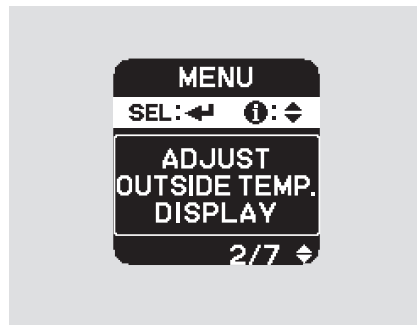 MENU
SEL:↵ ℹ:⬍
ADJUST
OUTSIDE TEMP.
DISPLAY
2/7 ⬍